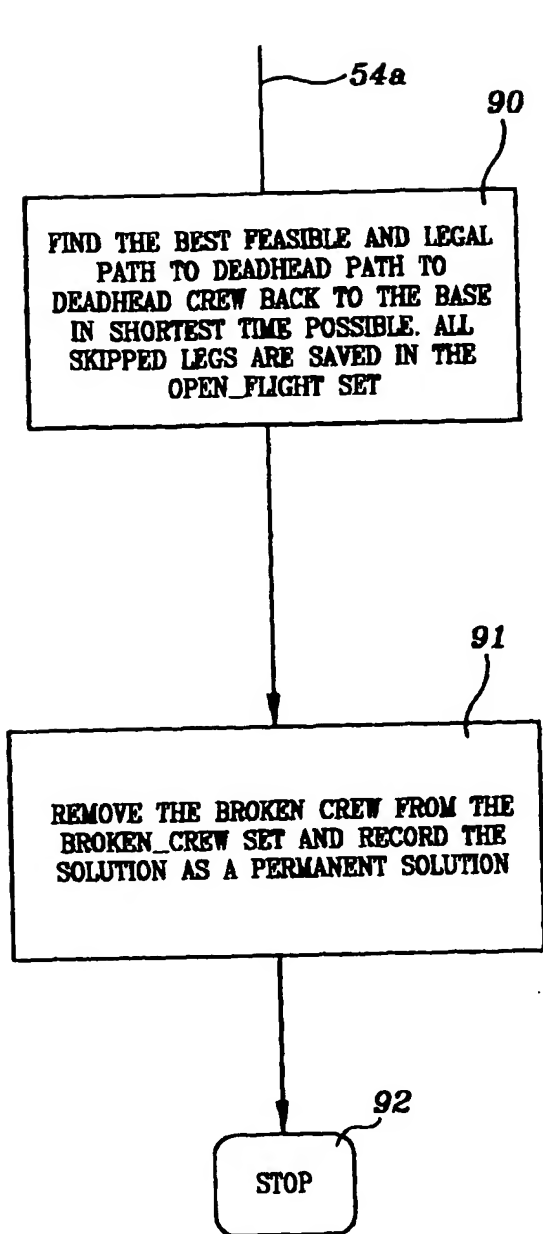 54a
90
FIND THE BEST FEASIBLE AND LEGAL
PATH TO DEADHEAD PATH TO
DEADHEAD CREW BACK TO THE BASE
IN SHORTEST TIME POSSIBLE. ALL
SKIPPED LEGS ARE SAVED IN THE
OPEN_FLIGHT SET
91
REMOVE THE BROKEN CREW FROM THE
BROKEN_CREW SET AND RECORD THE
SOLUTION AS A PERMANENT SOLUTION
92
STOP